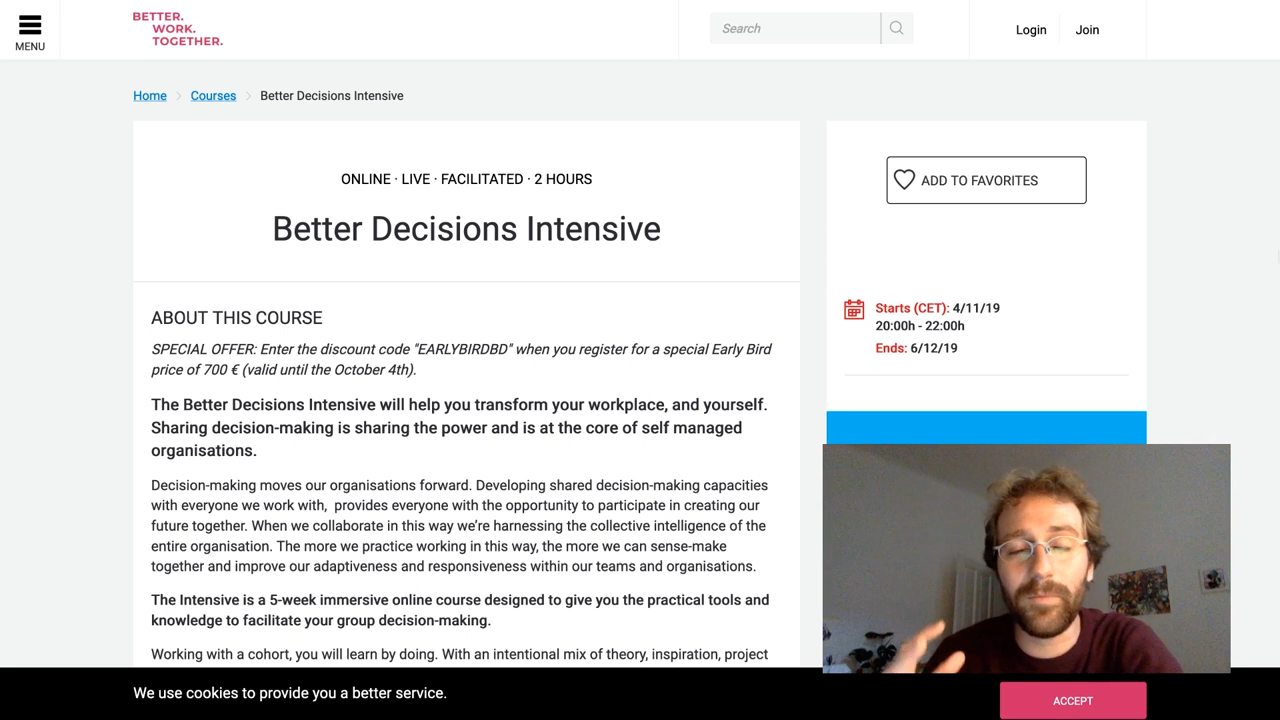 MENU
BETTER.
WORK.
TOGETHER.
Search
Login
Join
Home
Courses
Better Decisions Intensive
ONLINE · LIVE · FACILITATED · 2 HOURS
Better Decisions Intensive
ABOUT THIS COURSE
SPECIAL OFFER: Enter the discount code "EARLYBIRDBD" when you register for a special Early Bird
price of 700 € (valid until the October 4th).
The Better Decisions Intensive will help you transform your workplace, and yourself.
Sharing decision-making is sharing the power and is at the core of self managed
organisations.
Decision-making moves our organisations forward. Developing shared decision-making capacities
with everyone we work with,  provides everyone with the opportunity to participate in creating our
future together. When we collaborate in this way we're harnessing the collective intelligence of the
entire organisation. The more we practice working in this way, the more we can sense-make
together and improve our adaptiveness and responsiveness within our teams and organisations.
The Intensive is a 5-week immersive online course designed to give you the practical tools and
knowledge to facilitate your group decision-making.
Working with a cohort, you will learn by doing. With an intentional mix of theory, inspiration, project
ADD TO FAVORITES
Starts (CET): 4/11/19
20:00h - 22:00h
Ends: 6/12/19
We use cookies to provide you a better service.
ACCEPT